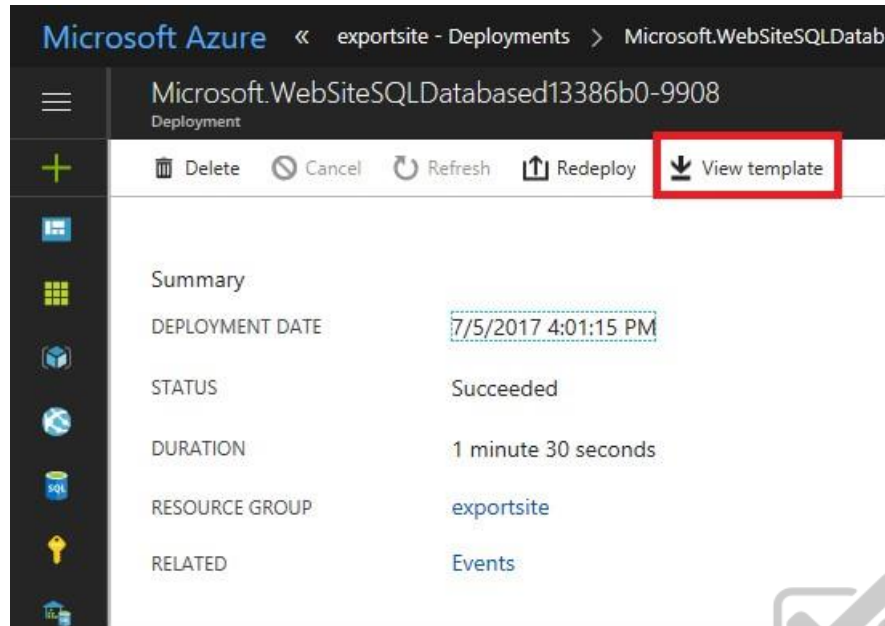 Microsoft Azure « exportsite - Deployments > Microsoft.WebSiteSQLDatab
Microsoft.WebSiteSQLDatabased13386b0-9908
Deployment
Delete Cancel Refresh Redeploy View template
Summary
DEPLOYMENT DATE 7/5/2017 4:01:15 PM
STATUS Succeeded
DURATION 1 minute 30 seconds
SQL
RESOURCE GROUP exportsite
RELATED Events